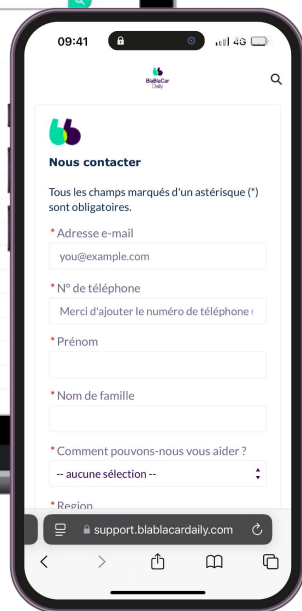 09:41
4G
BlaBlaCar
Daily
Nous contacter
Tous les champs marqués d'un astérisque (*)
sont obligatoires.
* Adresse e-mail
you@example.com
* N° de téléphone
Merci d'ajouter le numéro de téléphone
* Prénom
* Nom de famille
* Comment pouvons-nous vous aider ?
-- aucune sélection --
* Region
support.blablacardaily.com